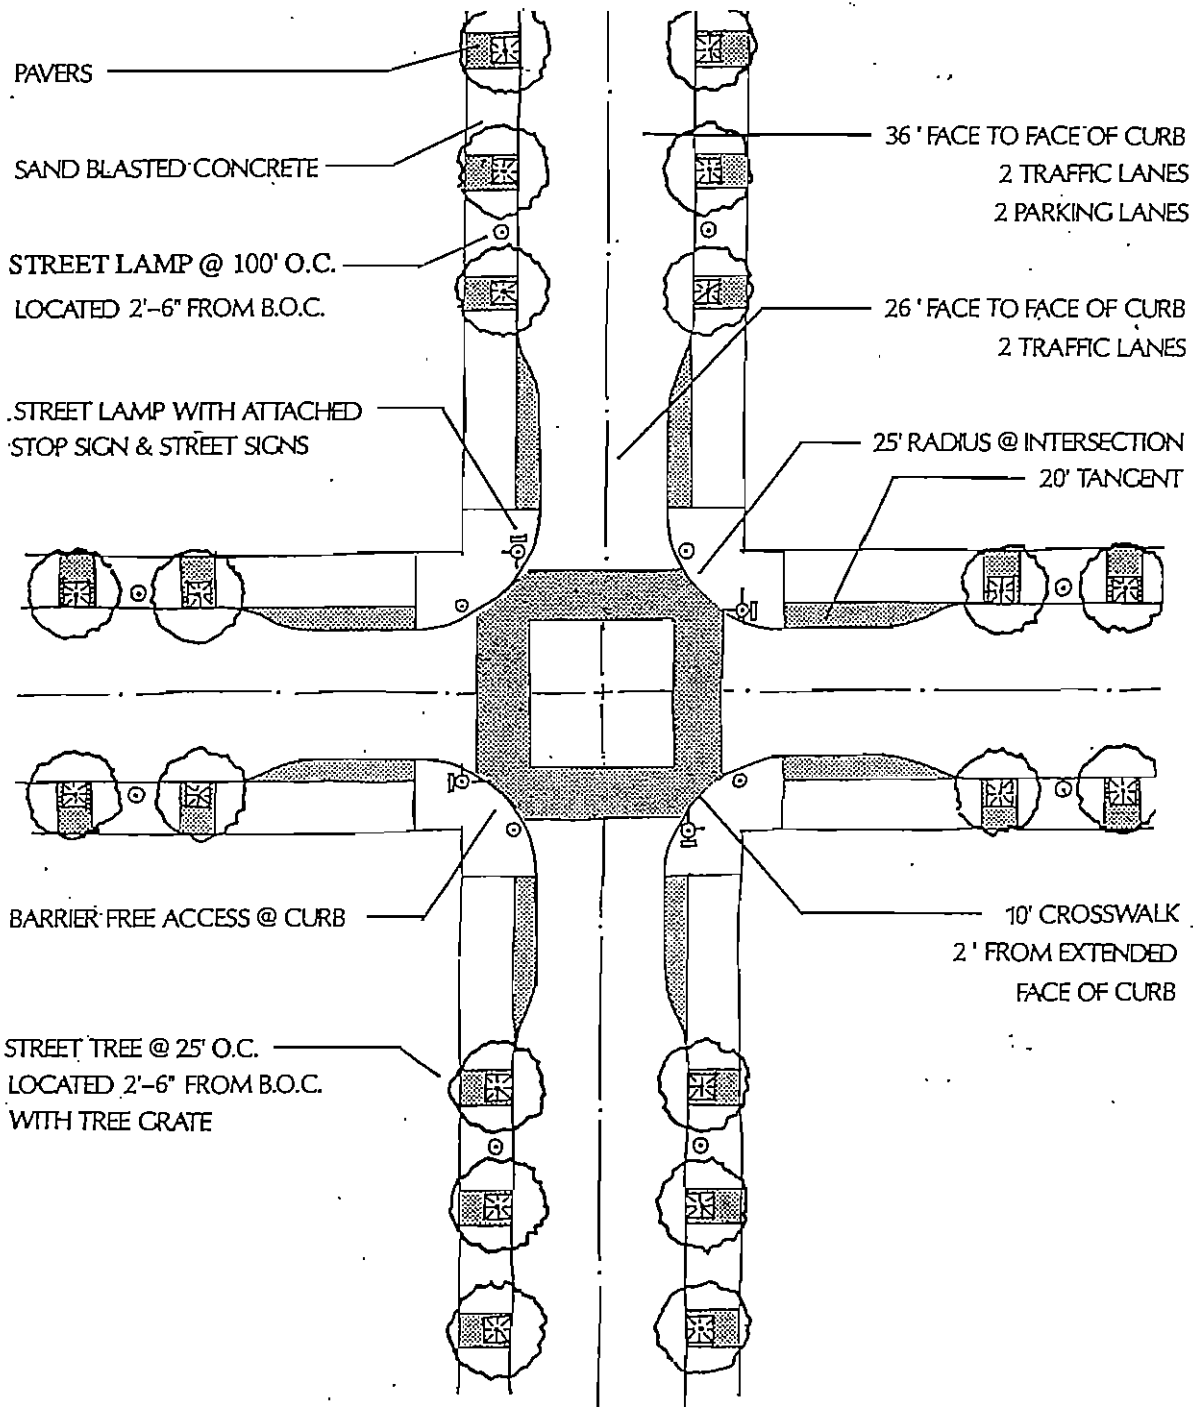 PAVERS
SAND BLASTED CONCRETE
STREET LAMP @ 100' O.C.
LOCATED 2'-6" FROM B.O.C.
STREET LAMP WITH ATTACHED
STOP SIGN & STREET SIGNS
BARRIER FREE ACCESS @ CURB
STREET TREE @ 25' O.C.
LOCATED 2'-6" FROM B.O.C.
WITH TREE GRATE
36' FACE TO FACE OF CURB
2 TRAFFIC LANES
2 PARKING LANES
26' FACE TO FACE OF CURB
2 TRAFFIC LANES
25' RADIUS @ INTERSECTION
20' TANGENT
10' CROSSWALK
2' FROM EXTENDED
FACE OF CURB